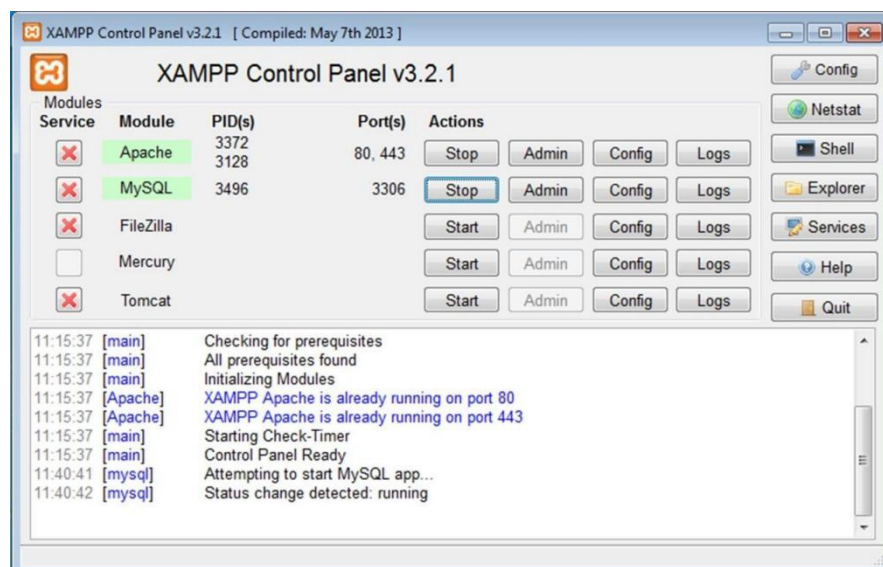 XAMPP Control Panel v3.2.1 [ Compiled: May 7th 2013 ]
XAMPP Control Panel v3.2.1
Config
Modules
Service Module PID(s) Port(s) Actions
Netstat
Apache 3372 3128 80, 443 Stop Admin Config Logs
Shell
MySQL 3496 3306 Stop Admin Config Logs
Explorer
FileZilla Start Admin Config Logs
Services
Mercury Start Admin Config Logs
Help
Tomcat Start Admin Config Logs
Quit
11:15:37 [main] Checking for prerequisites
11:15:37 [main] All prerequisites found
11:15:37 [main] Initializing Modules
11:15:37 [Apache] XAMPP Apache is already running on port 80
11:15:37 [Apache] XAMPP Apache is already running on port 443
11:15:37 [main] Starting Check-Timer
11:15:37 [main] Control Panel Ready
11:40:41 [mysql] Attempting to start MySQL app...
11:40:42 [mysql] Status change detected: running